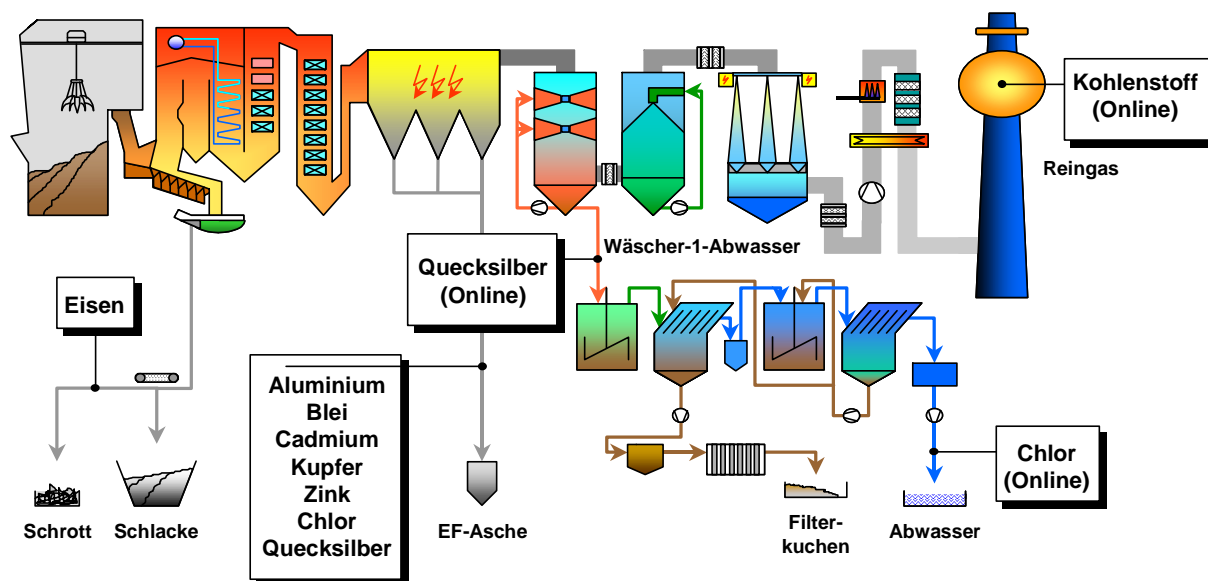 Kohlenstoff
(Online)
Reingas
Wäscher-1-Abwasser
Quecksilber
(Online)
Eisen
Aluminium
Blei
Cadmium
Kupfer
Zink
Chlor
Quecksilber
Chlor
(Online)
Schrott
Schlacke
EF-Asche
Filter-
kuchen
Abwasser